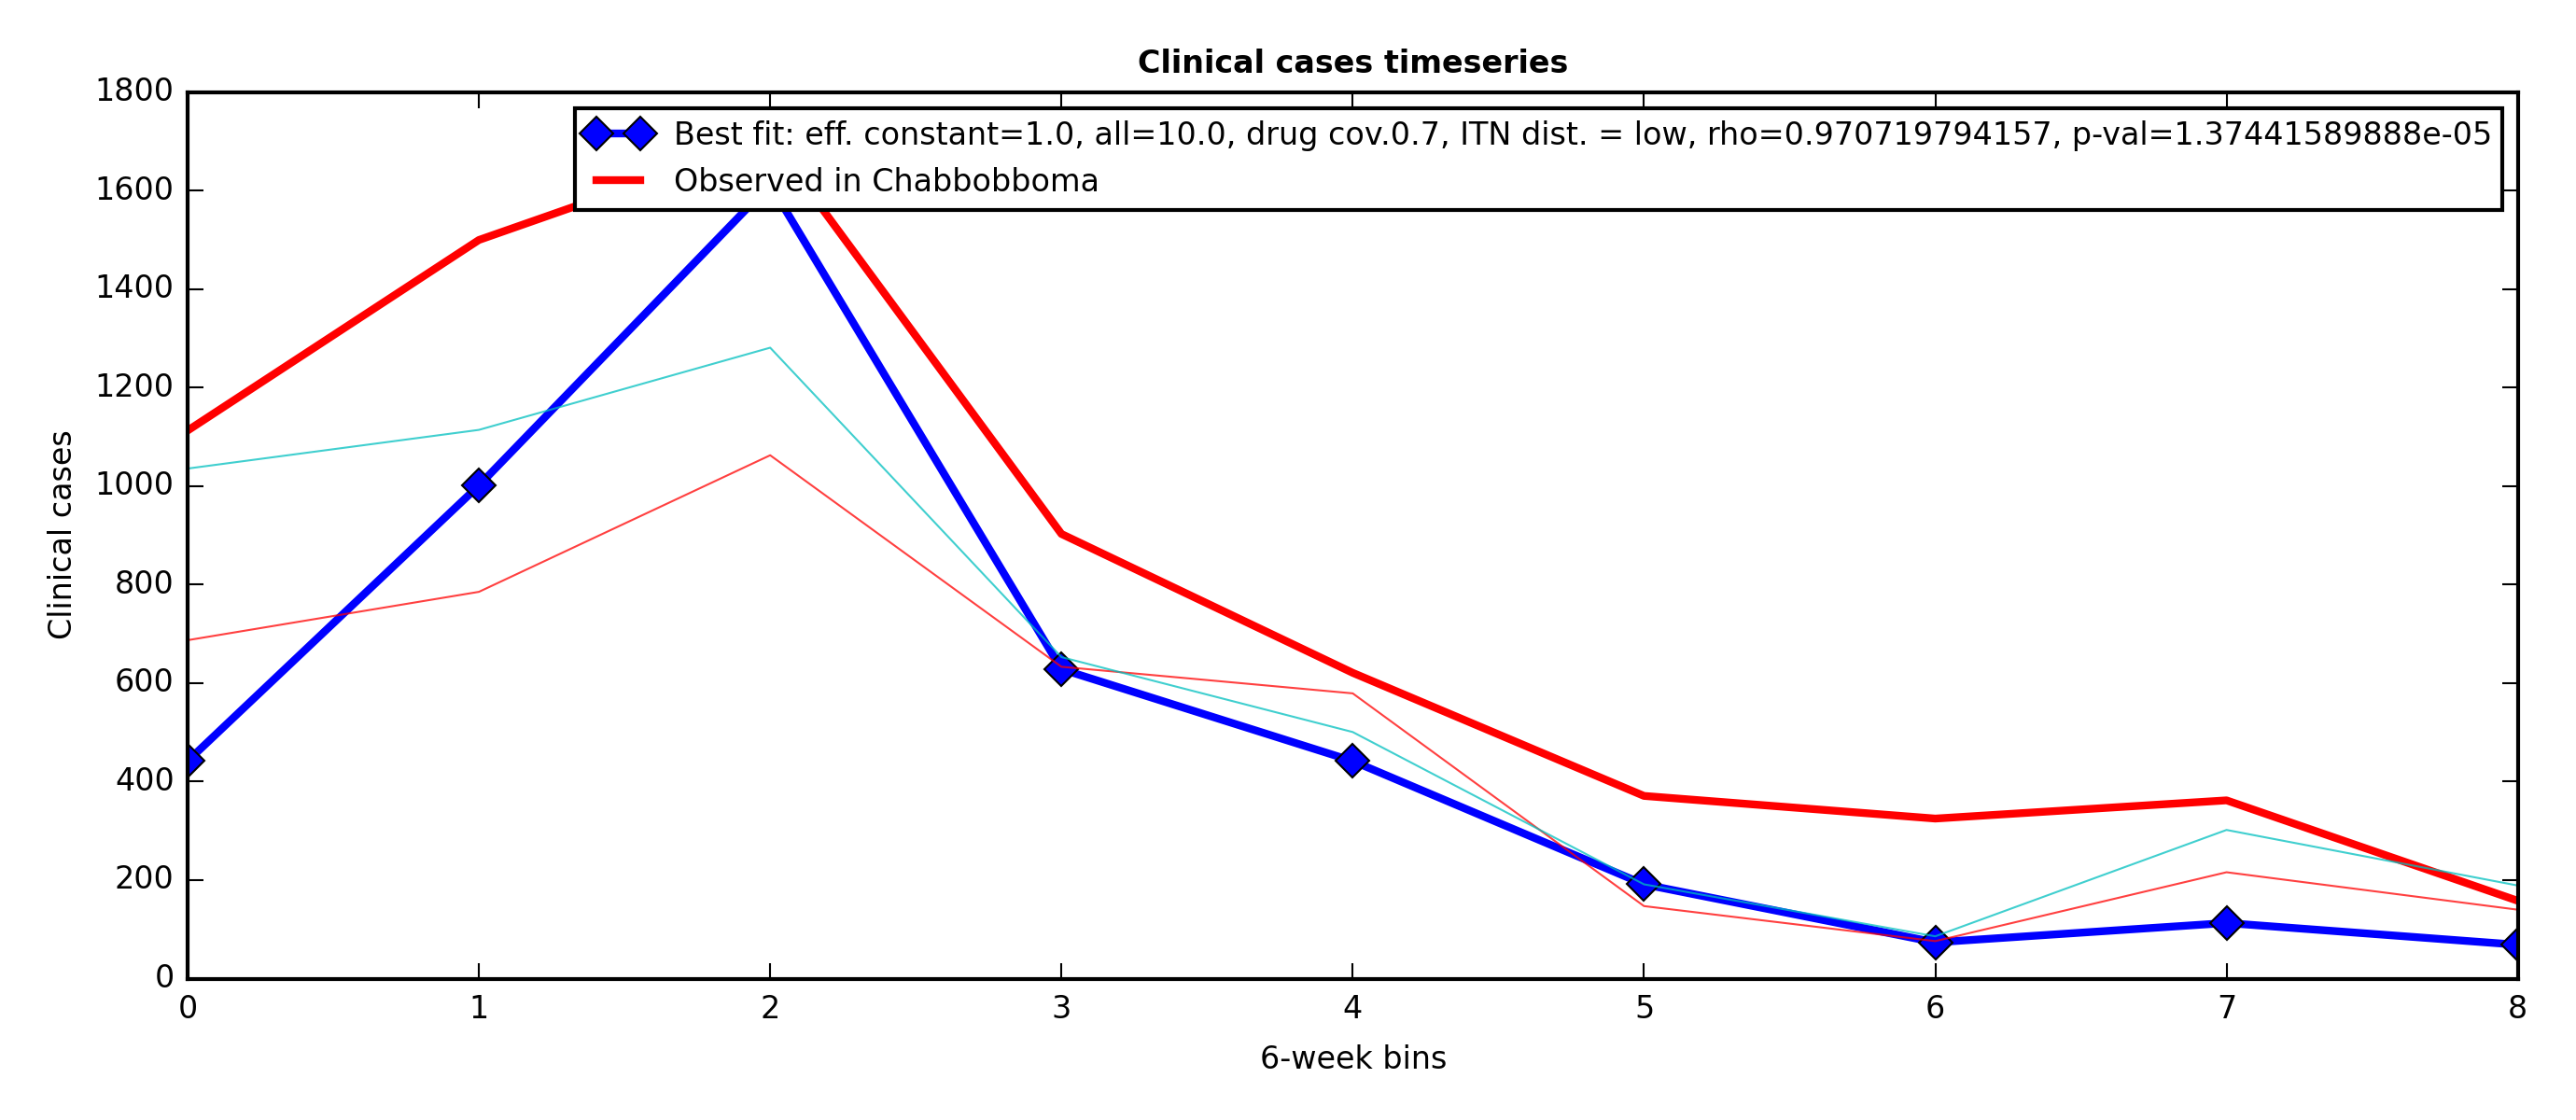 Clinical cases timeseries
1800
1600
1400
1200
1000
800
600
400
200
0
Clinical cases
Best fit: eff. constant=1.0, all=10.0, drug cov.0.7, ITN dist. = low, rho=0.970719794157, p-val=1.37441589888e-05
Observed in Chabbobboma
0 1 2 3 4 5 6 7 8
6-week bins